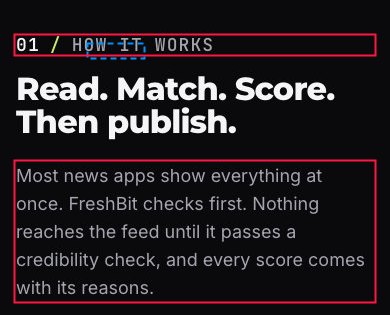 01 / HOW IT WORKS
Read. Match. Score.
Then publish.
Most news apps show everything at
once. FreshBit checks first. Nothing
reaches the feed until it passes a
credibility check, and every score comes
with its reasons.